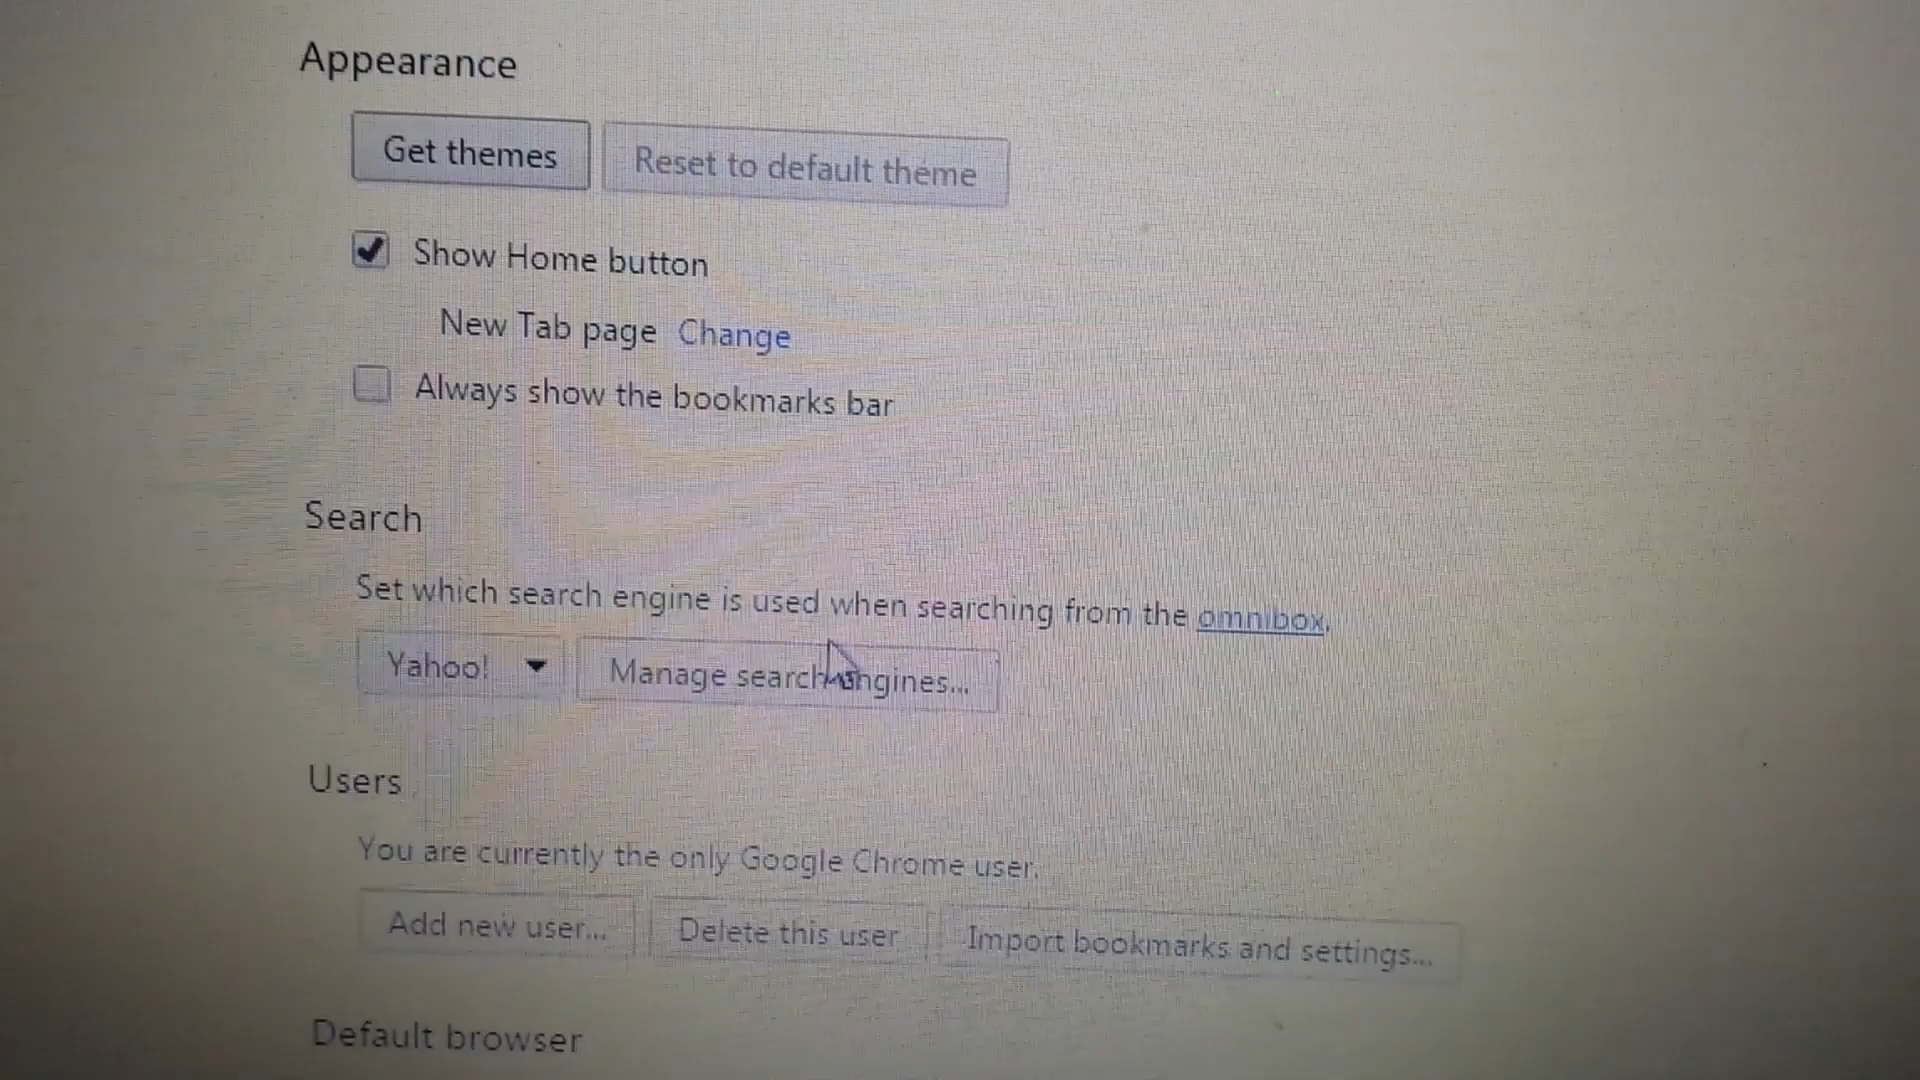 Appearance
Get themes Reset to default theme
Show Home button
New Tab page Change
Always show the bookmarks bar
Search
Set which search engine is used when searching from the omnibox.
Yahoo! Manage search engines...
Users
You are currently the only Google Chrome user.
Add new user... Delete this user Import bookmarks and settings...
Default browser